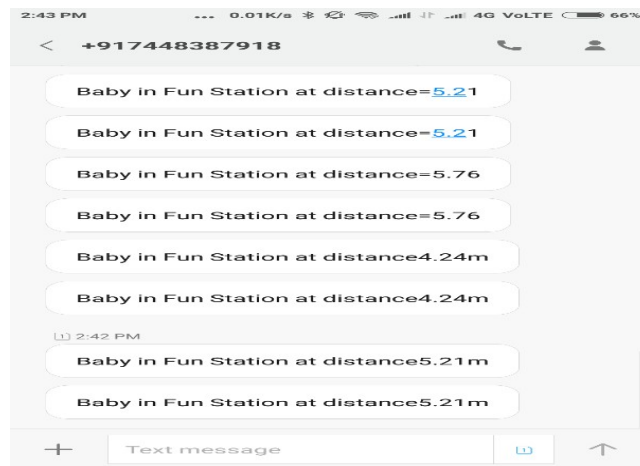 2:43 PM ... 0.01K/s 4G VoLTE 66%
< +917448387918
Baby in Fun Station at distance=5.21
Baby in Fun Station at distance=5.21
Baby in Fun Station at distance=5.76
Baby in Fun Station at distance=5.76
Baby in Fun Station at distance4.24m
Baby in Fun Station at distance4.24m
1 2:42 PM
Baby in Fun Station at distance5.21m
Baby in Fun Station at distance5.21m
Text message 1